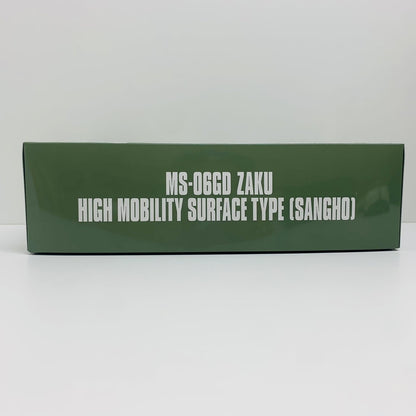 MS-06GD ZAKU
HIGH MOBILITY SURFACE TYPE (SANGHO)